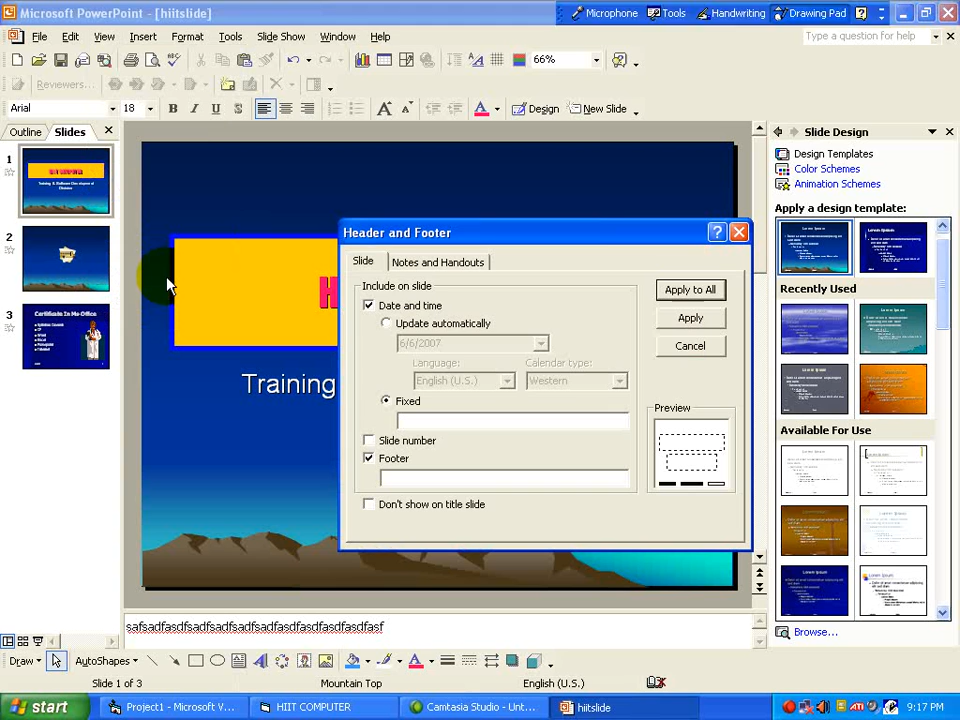 Microsoft PowerPoint - [hiitslide]
Microphone Tools Handwriting Drawing Pad
File Edit View Insert Format Tools Slide Show Window Help
Type a question for help
66%
Reviewers...
Arial 18 B I U S A A A Design New Slide
Outline Slides
Slide Design
Design Templates
Color Schemes
Animation Schemes
Apply a design template:
Recently Used
Available For Use
Browse...
1
2
3
Certificate In Ms-Office
Training
Header and Footer
Slide Notes and Handouts
Include on slide
Date and time
Update automatically
6/6/2007
Language: Calendar type:
English (U.S.) Western
Fixed
Slide number
Footer
Don't show on title slide
Apply to All
Apply
Cancel
Preview
safsadfasdfsadfsadfsadfsadfasdfasdfasdfasf
Draw AutoShapes
Slide 1 of 3 Mountain Top English (U.S.)
start Project1 - Microsoft V... HIIT COMPUTER Camtasia Studio - Unt... hiitslide 9:17 PM